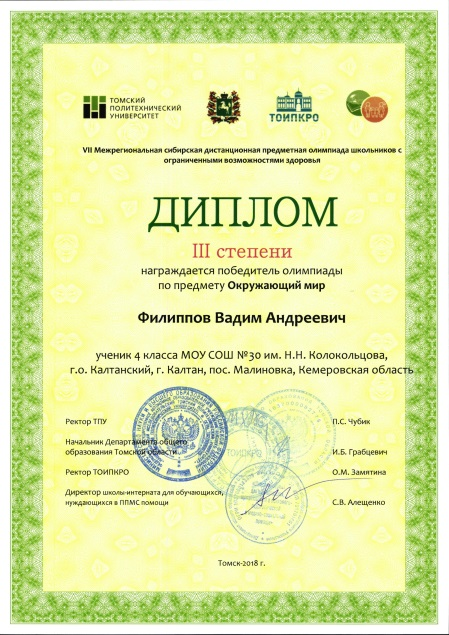 ТОМСКИЙ
ПОЛИТЕХНИЧЕСКИЙ
УНИВЕРСИТЕТ
ТОИПКРО
VII Межрегиональная сибирская дистанционная предметная олимпиада школьников с
ограниченными возможностями здоровья
ДИПЛОМ
III степени
награждается победитель олимпиады
по предмету Окружающий мир
Филиппов Вадим Андреевич
ученик 4 класса МОУ СОШ №30 им. Н.Н. Колокольцова,
г.о. Калтанский, г. Калтан, пос. Малиновка, Кемеровская область
Ректор ТПУ П.С. Чубик
Начальник Департамента общего
образования Томской области И.Б. Грабцевич
Ректор ТОИПКРО О.М. Замятина
Директор школы-интерната для обучающихся,
нуждающихся в ППМС помощи С.В. Алещенко
ТОИПКРО
Томск-2018 г.